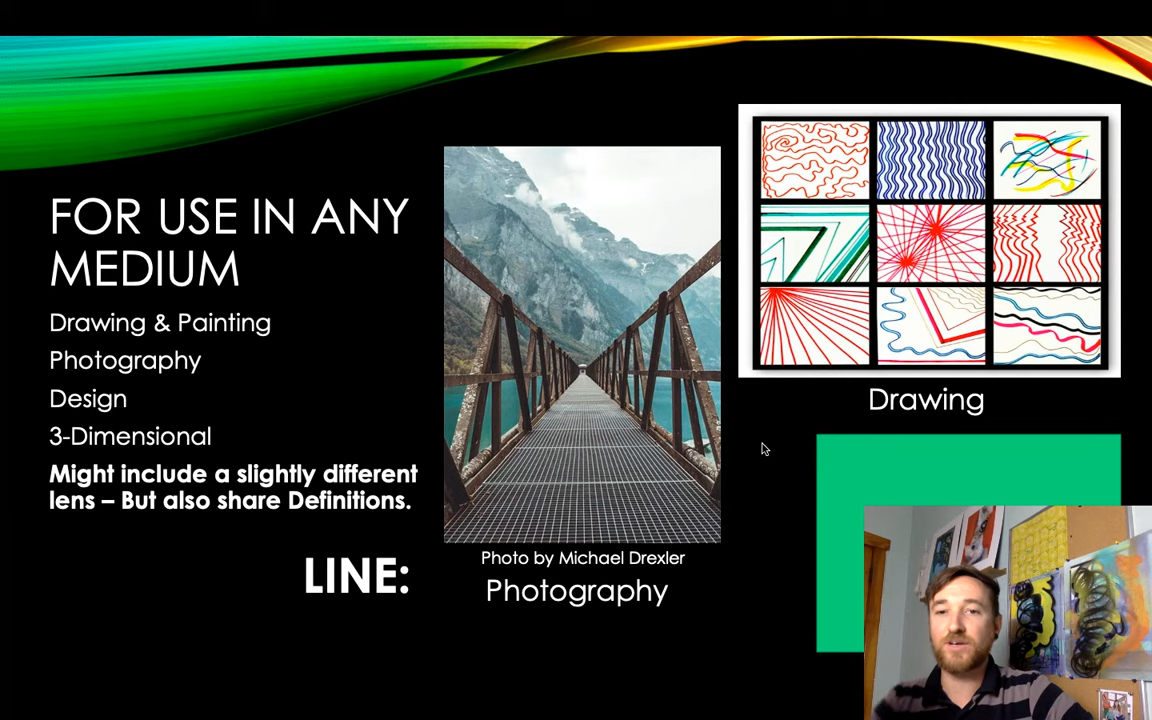 FOR USE IN ANY
MEDIUM
Drawing & Painting
Photography
Design
3-Dimensional
Might include a slightly different
lens – But also share Definitions.
LINE:
Photo by Michael Drexler
Photography
Drawing